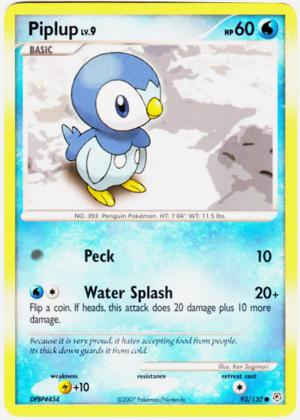 Piplup LV.9
HP 60
BASIC
NO. 393 Penguin Pokémon HT: 1'04" WT: 11.5 lbs.
Peck 10
Water Splash 20+
Flip a coin. If heads, this attack does 20 damage plus 10 more
damage.
Because it is very proud, it hates accepting food from people.
Its thick down guards it from cold.
Illus. Ken Sugimori
weakness resistance retreat cost
+10
DPBP#454 ©2007 Pokémon/Nintendo 93/130